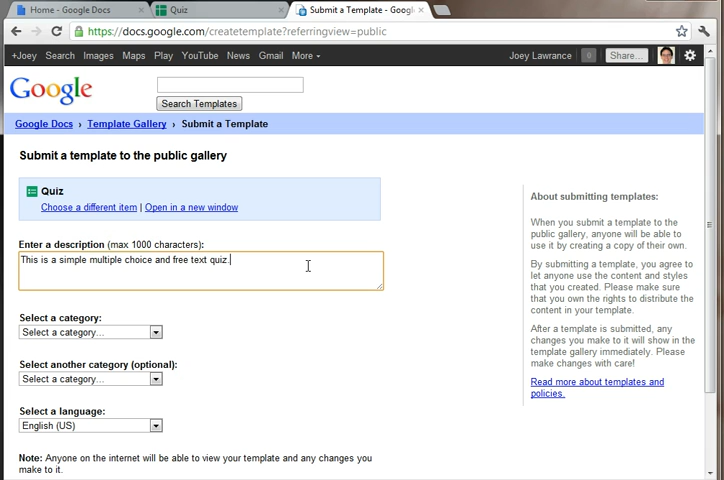 Home - Google Docs
Quiz
Submit a Template - Googl
https://docs.google.com/createtemplate?referringview=public
+Joey Search Images Maps Play YouTube News Gmail More
Joey Lawrance 0 Share...
Google
Search Templates
Google Docs › Template Gallery › Submit a Template
Submit a template to the public gallery
Quiz
Choose a different item | Open in a new window
Enter a description (max 1000 characters):
This is a simple multiple choice and free text quiz.
Select a category:
Select a category...
Select another category (optional):
Select a category...
Select a language:
English (US)
Note: Anyone on the internet will be able to view your template and any changes you
make to it.
About submitting templates:
When you submit a template to the
public gallery, anyone will be able to
use it by creating a copy of their own.
By submitting a template, you agree to
let anyone use the content and styles
that you created. Please make sure
that you own the rights to distribute the
content in your template.
After a template is submitted, any
changes you make to it will show in the
template gallery immediately. Please
make changes with care!
Read more about templates and
policies.